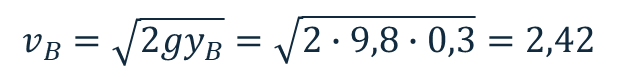 v_B = √(2gy_B) = √(2 · 9,8 · 0,3) = 2,42